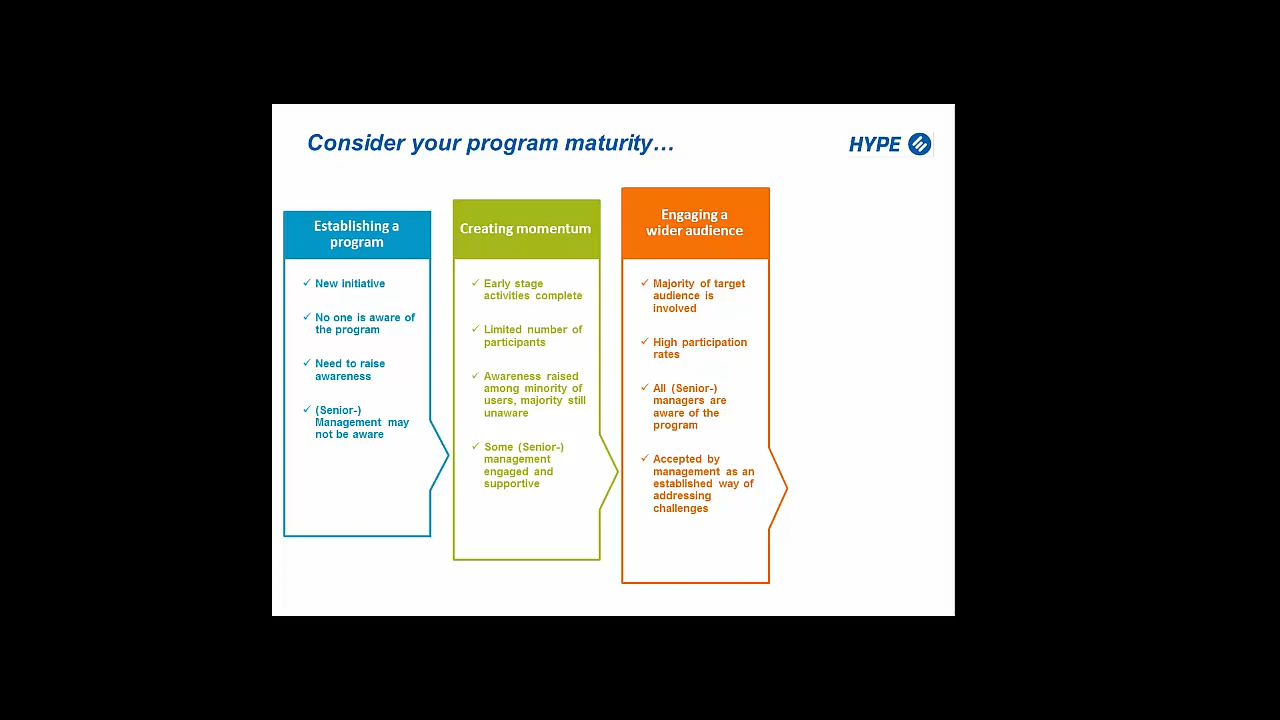 Consider your program maturity…
HYPE
Establishing a
program
✓ New initiative
✓ No one is aware of
the program
✓ Need to raise
awareness
✓ (Senior-)
Management may
not be aware
Creating momentum
✓ Early stage
activities complete
✓ Limited number of
participants
✓ Awareness raised
among minority of
users, majority still
unaware
✓ Some (Senior-)
management
engaged and
supportive
Engaging a
wider audience
✓ Majority of target
audience is
involved
✓ High participation
rates
✓ All (Senior-)
managers are
aware of the
program
✓ Accepted by
management as an
established way of
addressing
challenges